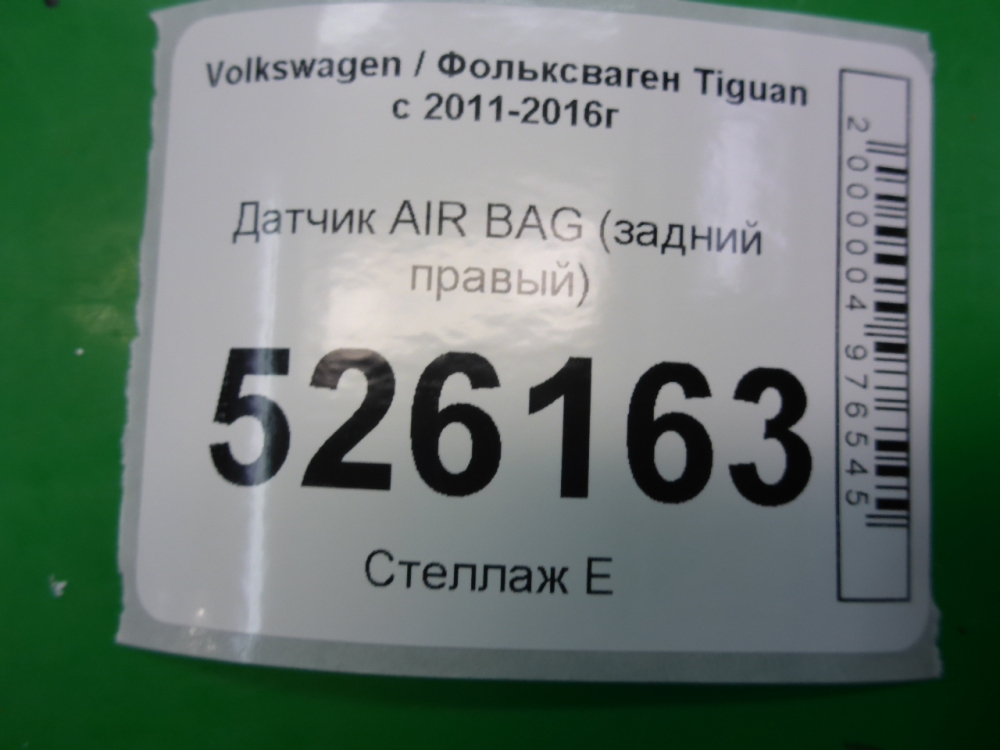 Volkswagen / Фольксваген Tiguan
с 2011-2016г
Датчик AIR BAG (задний
правый)
526163
Стеллаж Е
2000004976545